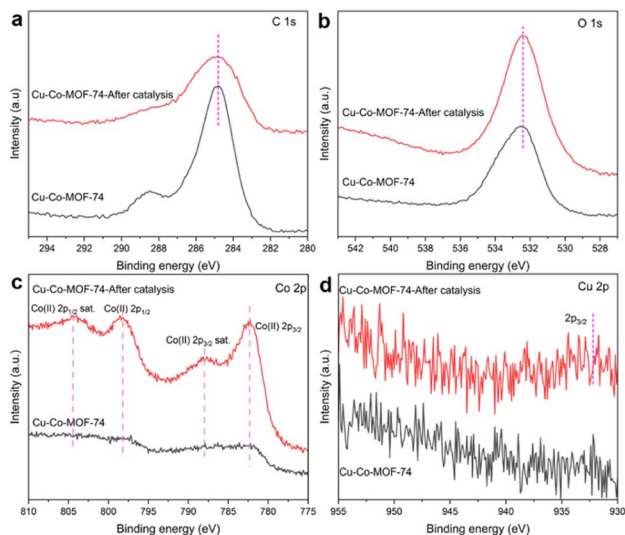 a
C 1s
Cu-Co-MOF-74-After catalysis
Cu-Co-MOF-74
Intensity (a.u.)
294 292 290 288 286 284 282 280
Binding energy (eV)
b
O 1s
Cu-Co-MOF-74-After catalysis
Cu-Co-MOF-74
Intensity (a.u.)
542 540 538 536 534 532 530 528
Binding energy (eV)
c
Co 2p
Cu-Co-MOF-74-After catalysis
Co(II) 2p1/2 sat. Co(II) 2p1/2
Co(II) 2p3/2 sat.
Co(II) 2p3/2
Cu-Co-MOF-74
Intensity (a.u.)
810 805 800 795 790 785 780 775
Binding energy (eV)
d
Cu 2p
Cu-Co-MOF-74-After catalysis
2p3/2
Cu-Co-MOF-74
Intensity (a.u.)
955 950 945 940 935 930
Binding energy (eV)